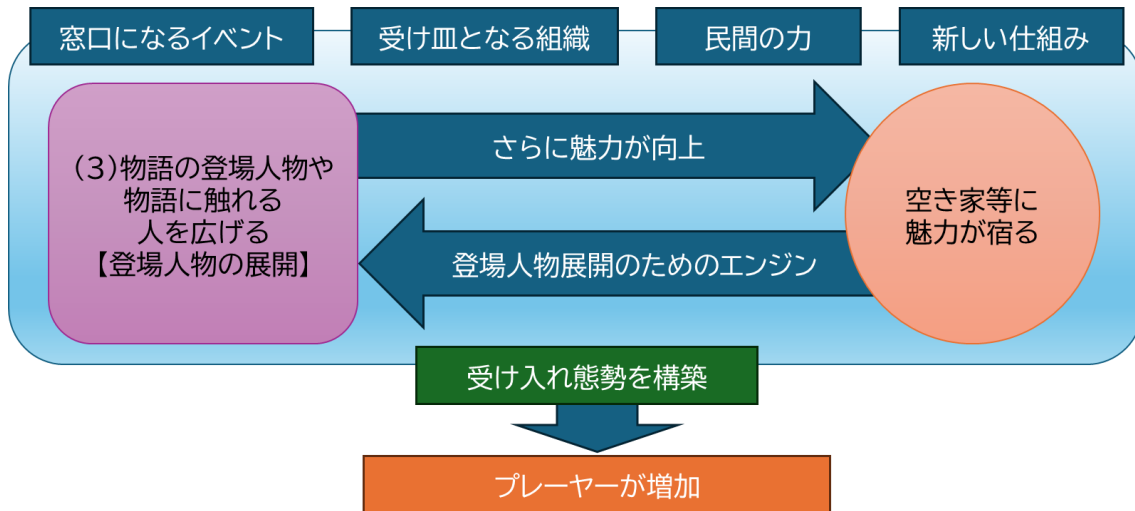 窓口になるイベント
受け皿となる組織
民間の力
新しい仕組み
(3)物語の登場人物や
物語に触れる
人を広げる
【登場人物の展開】
さらに魅力が向上
登場人物展開のためのエンジン
空き家等に
魅力が宿る
受け入れ態勢を構築
プレーヤーが増加